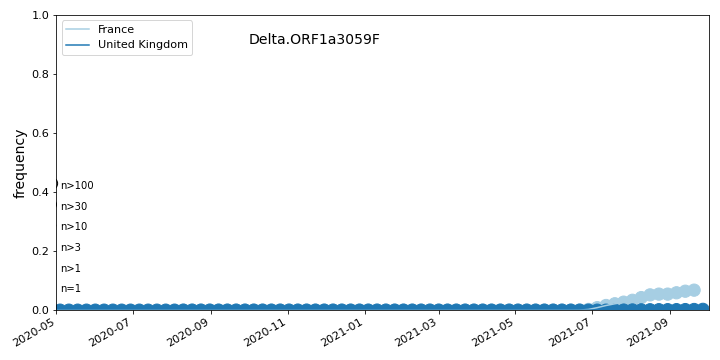 1.0
France
United Kingdom
Delta.ORF1a3059F
0.8
0.6
frequency
0.4
n>100
n>30
n>10
n>3
0.2
n>1
n=1
0.0
2020-05
2020-07
2020-09
2020-11
2021-01
2021-03
2021-05
2021-07
2021-09